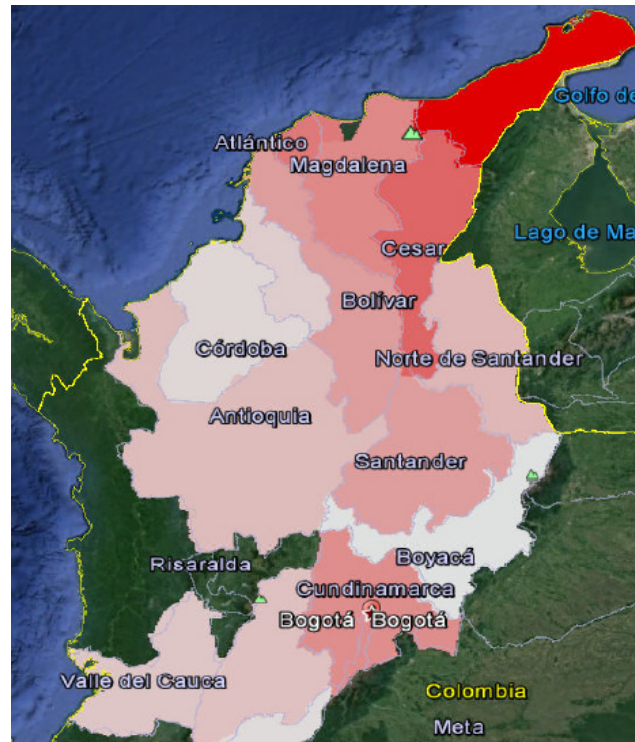 Golfo de
Atlántico
Magdalena
Lago de Ma
Cesar
Bolívar
Córdoba
Norte de Santander
Antioquia
Santander
Boyacá
Risaralda
Cundinamarca
Bogotá Bogotá
Valle del Cauca
Colombia
Meta